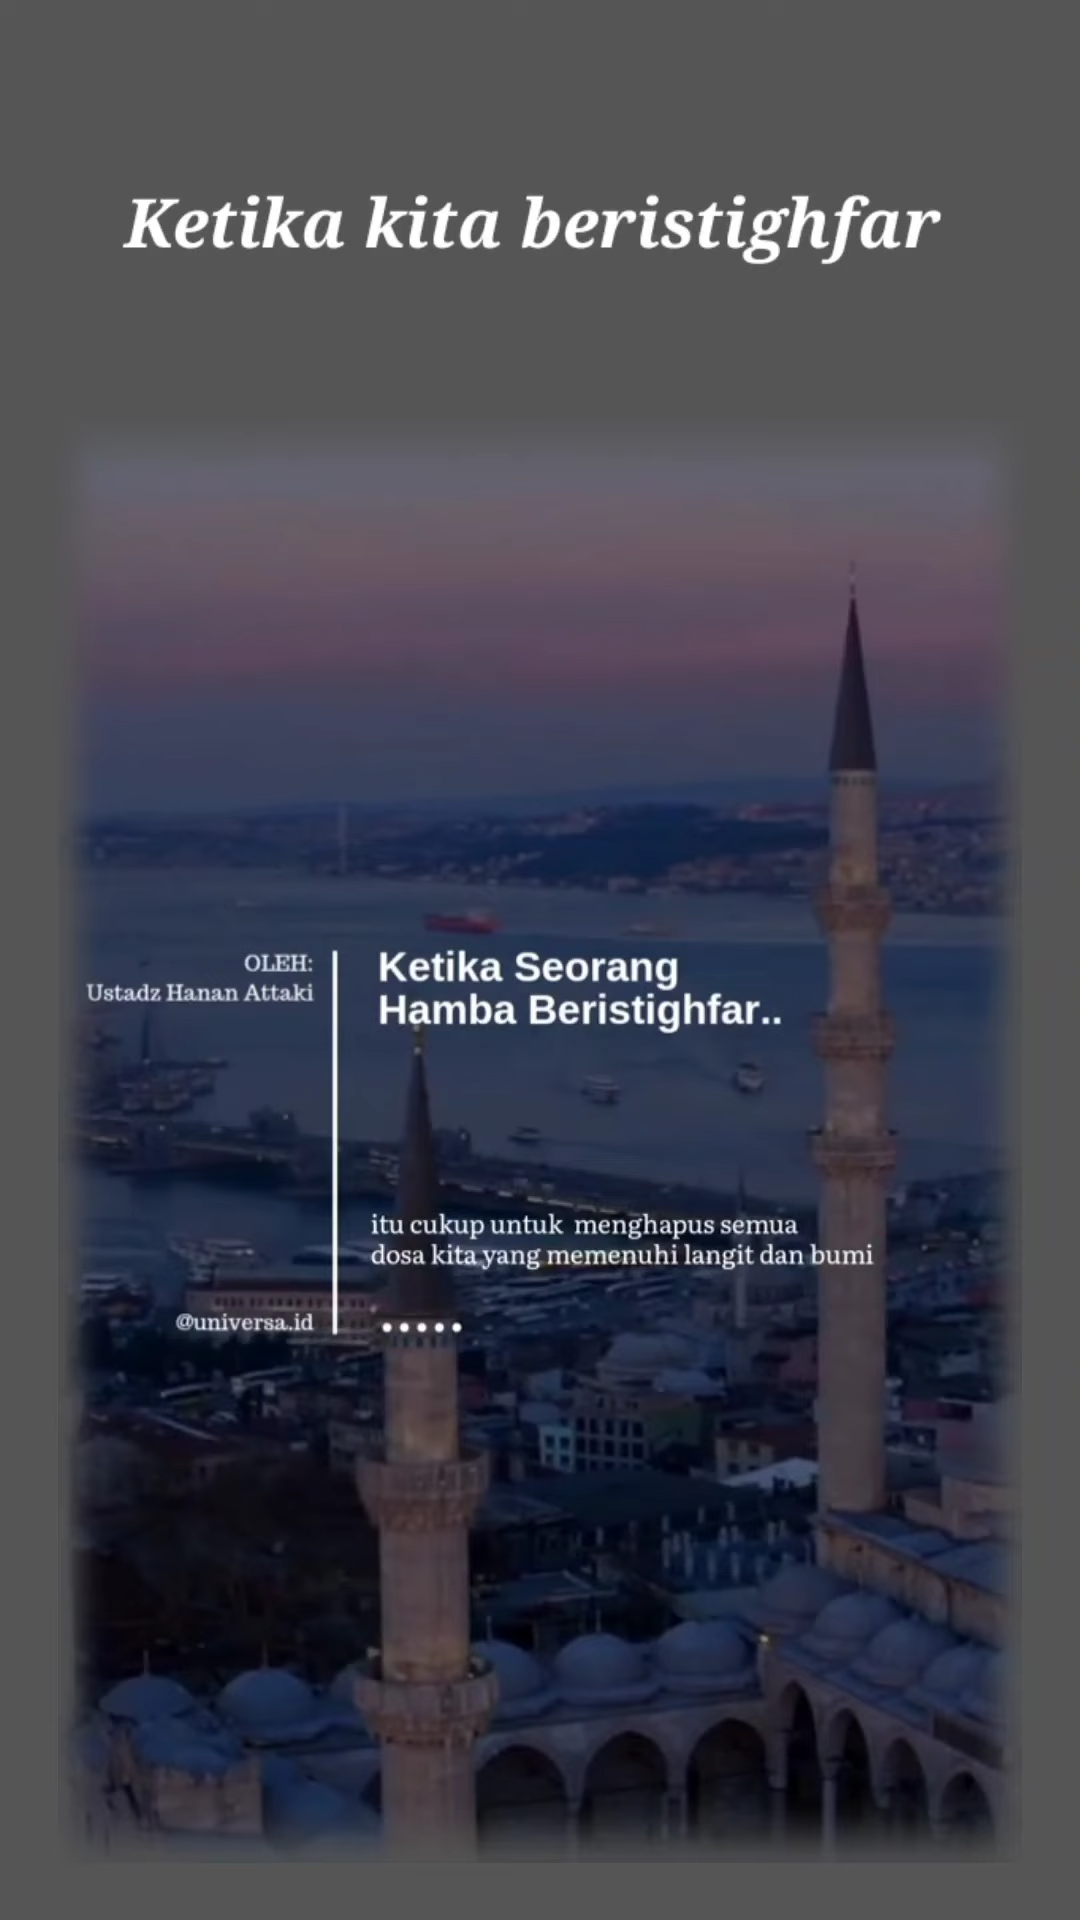 Ketika kita beristighfar
OLEH:
Ustadz Hanan Attaki
Ketika Seorang
Hamba Beristighfar..
itu cukup untuk menghapus semua
dosa kita yang memenuhi langit dan bumi
@universa.id